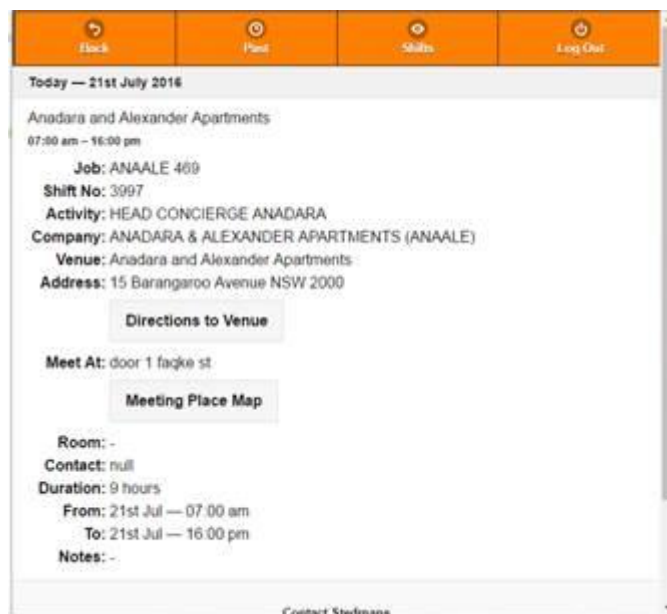 Back
Past
Shifts
Log Out
Today — 21st July 2016
Anadara and Alexander Apartments
07:00 am – 16:00 pm
Job: ANAALE 469
Shift No: 3997
Activity: HEAD CONCIERGE ANADARA
Company: ANADARA & ALEXANDER APARTMENTS (ANAALE)
Venue: Anadara and Alexander Apartments
Address: 15 Barangaroo Avenue NSW 2000
Directions to Venue
Meet At: door 1 faqke st
Meeting Place Map
Room: -
Contact: null
Duration: 9 hours
From: 21st Jul — 07:00 am
To: 21st Jul — 16:00 pm
Notes: -
Contact Stedmans